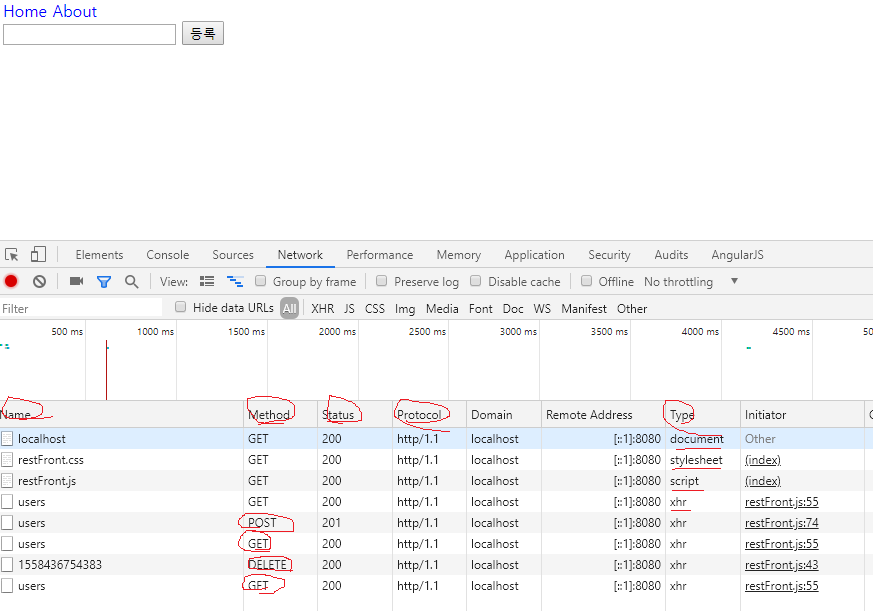 Home About
등록
Elements Console Sources Network Performance Memory Application Security Audits AngularJS
View: Group by frame Preserve log Disable cache Offline No throttling
Filter Hide data URLs All XHR JS CSS Img Media Font Doc WS Manifest Other
500 ms 1000 ms 1500 ms 2000 ms 2500 ms 3000 ms 3500 ms 4000 ms 4500 ms 50
Name Method Status Protocol Domain Remote Address Type Initiator
localhost GET 200 http/1.1 localhost [::1]:8080 document Other
restFront.css GET 200 http/1.1 localhost [::1]:8080 stylesheet (index)
restFront.js GET 200 http/1.1 localhost [::1]:8080 script (index)
users GET 200 http/1.1 localhost [::1]:8080 xhr restFront.js:55
users POST 201 http/1.1 localhost [::1]:8080 xhr restFront.js:74
users GET 200 http/1.1 localhost [::1]:8080 xhr restFront.js:55
1558436754383 DELETE 200 http/1.1 localhost [::1]:8080 xhr restFront.js:43
users GET 200 http/1.1 localhost [::1]:8080 xhr restFront.js:55